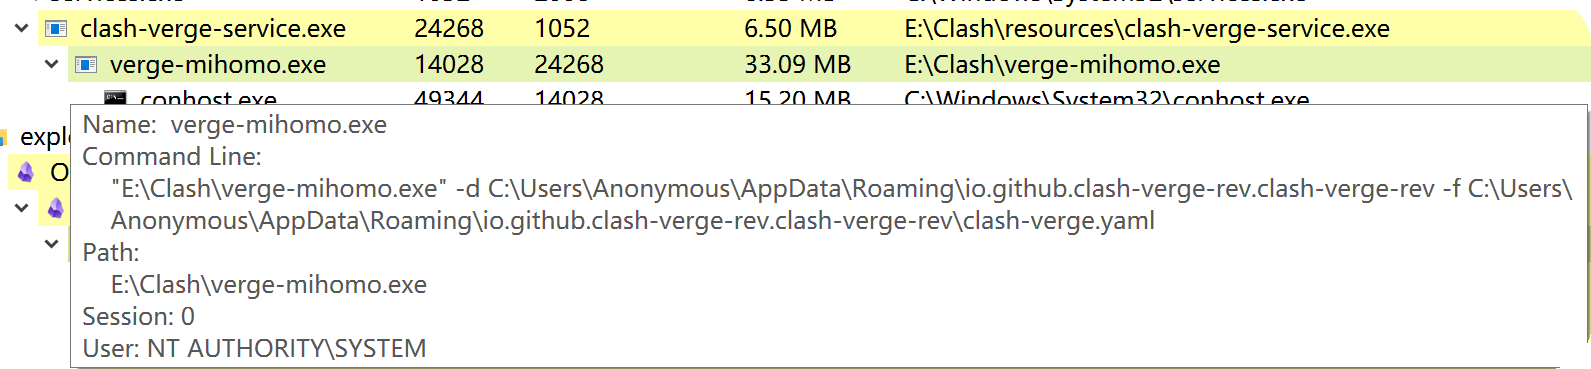 clash-verge-service.exe 24268 1052 6.50 MB E:\Clash\resources\clash-verge-service.exe
verge-mihomo.exe 14028 24268 33.09 MB E:\Clash\verge-mihomo.exe
conhost.exe 49344 14028 15.20 MB C:\Windows\System32\conhost.exe
Name: verge-mihomo.exe
Command Line:
"E:\Clash\verge-mihomo.exe" -d C:\Users\Anonymous\AppData\Roaming\io.github.clash-verge-rev.clash-verge-rev -f C:\Users\
Anonymous\AppData\Roaming\io.github.clash-verge-rev.clash-verge-rev\clash-verge.yaml
Path:
E:\Clash\verge-mihomo.exe
Session: 0
User: NT AUTHORITY\SYSTEM